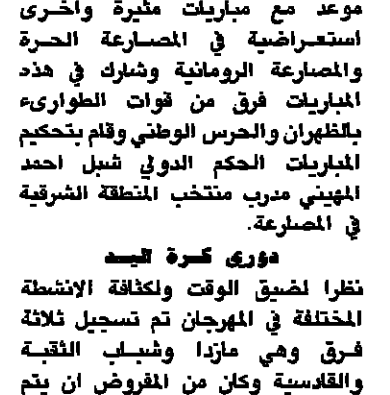 موعد مع مباريات مثيرة واخرى
استعراضية في المصارعة الحرة
والمصارعة الرومانية وشارك في هذه
المباريات فرق من قوات الطوارىء
بالظهران والحرس الوطني وقام بتحكيم
المباريات الحكم الدولي شبل احمد
المهيني مدرب منتخب المنطقة الشرقية
في المصارعة.
دورى كرة اليد
نظرا لضيق الوقت ولكثافة الانشطة
المختلفة في المهرجان تم تسجيل ثلاثة
فرق وهي مازدا وشباب الثقبة
والقادسية وكان من المفروض ان يتم